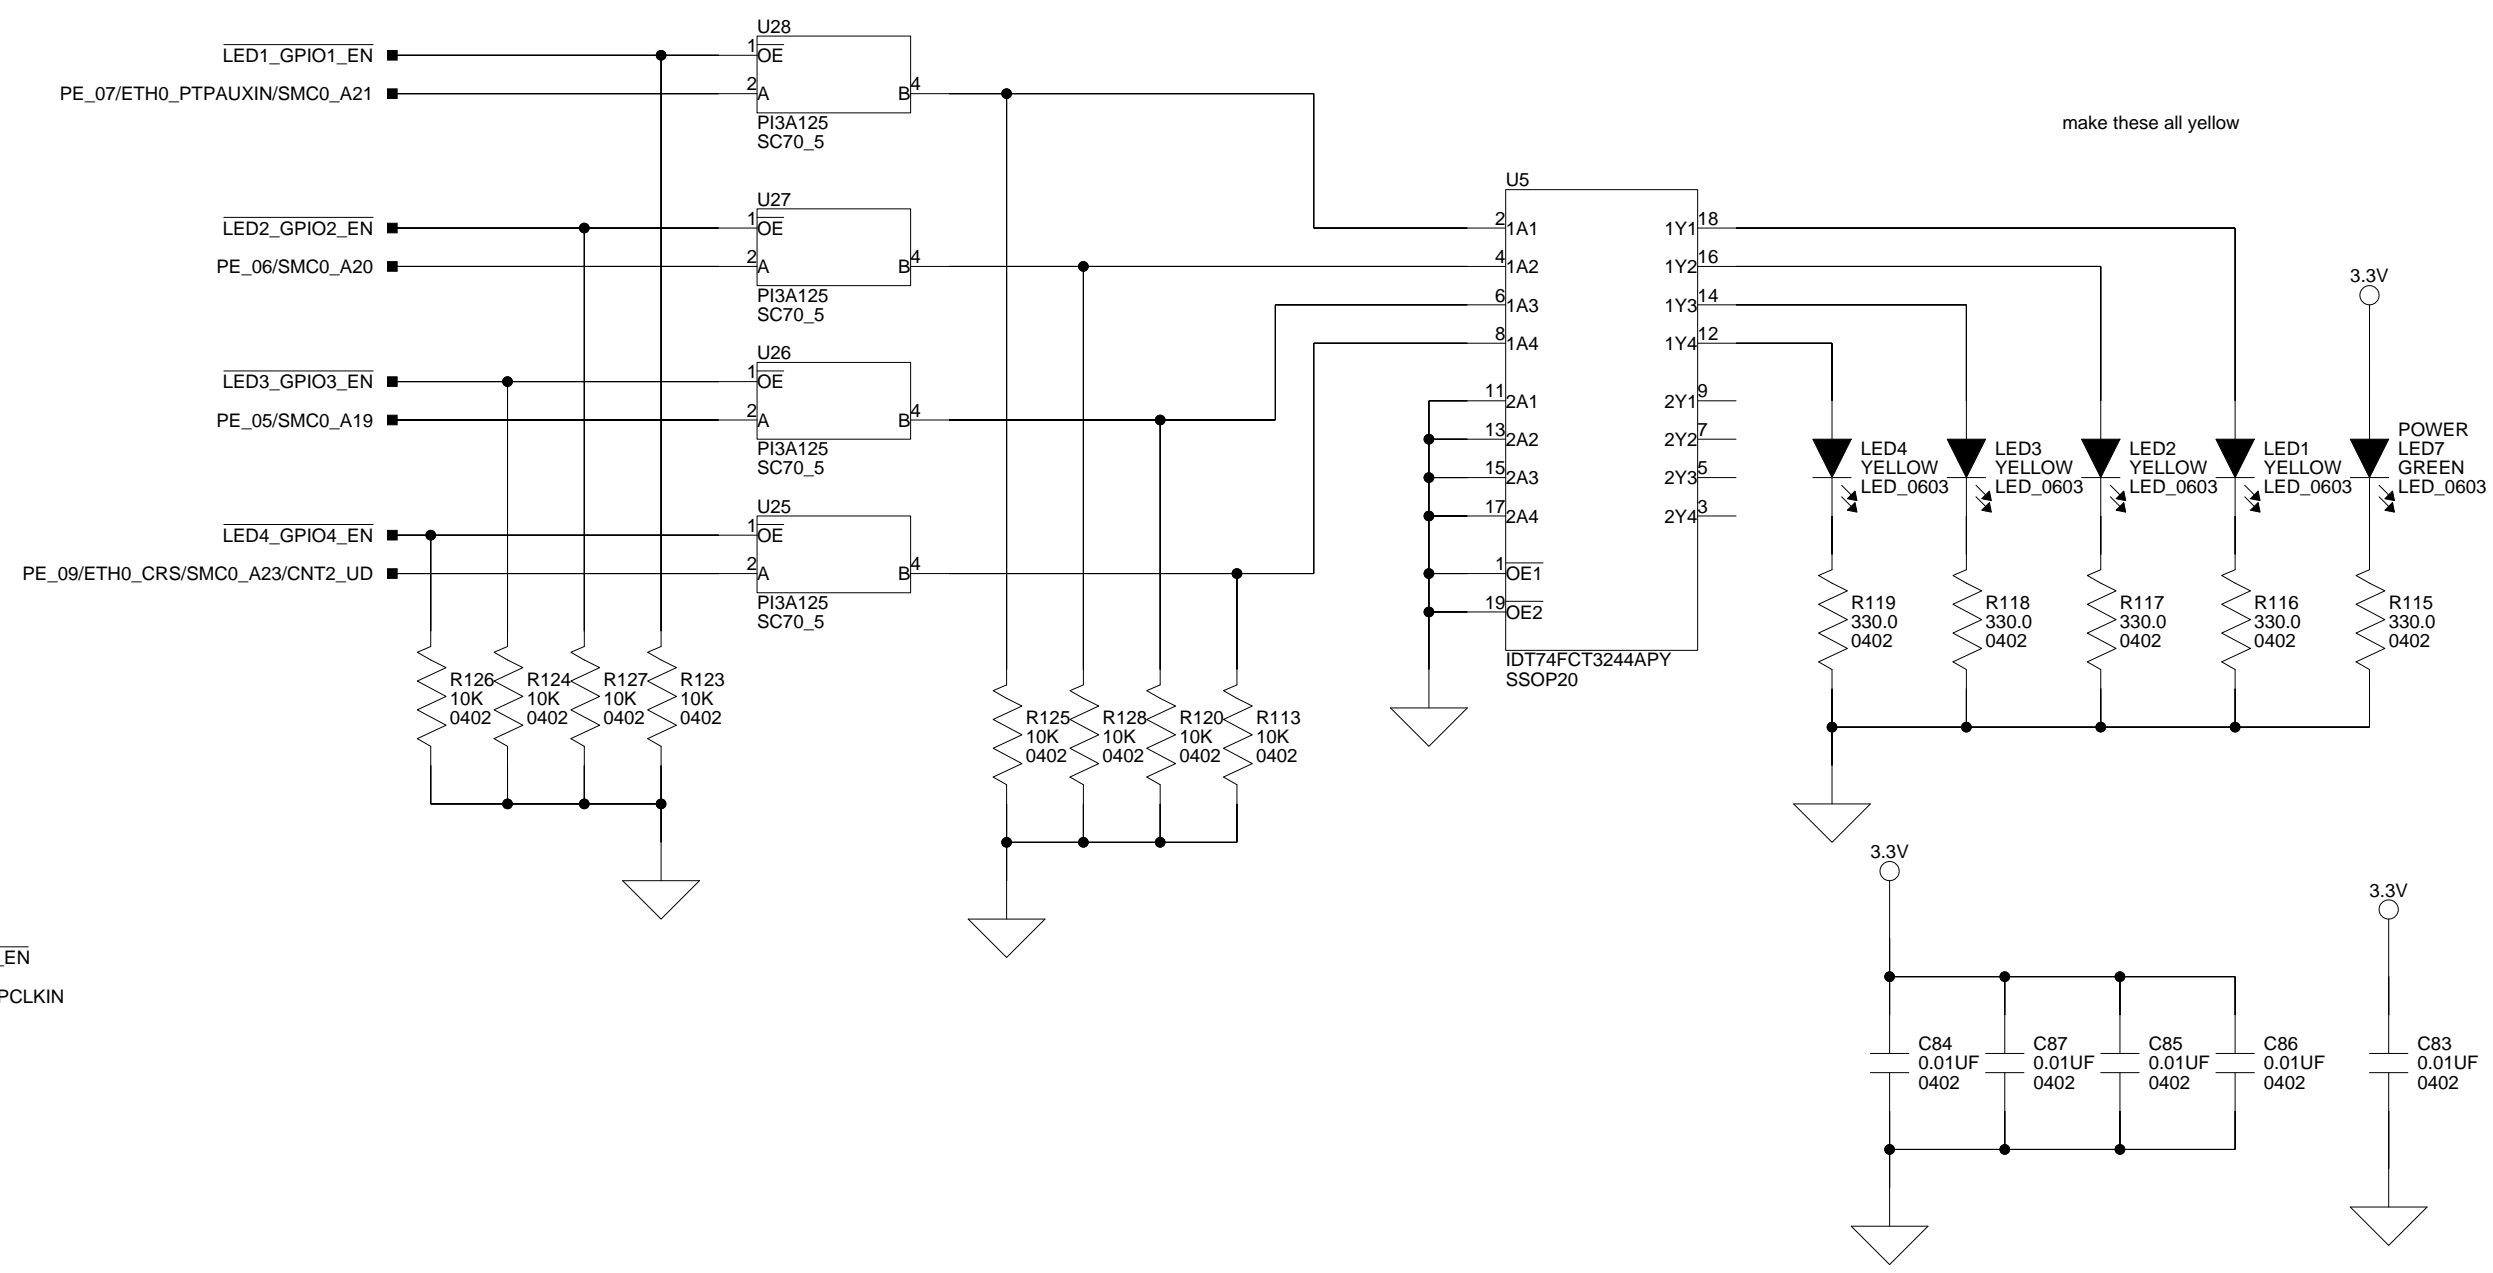 U28
LED1_GPIO1_EN
1
OE
PE_07/ETH0_PTPAUXIN/SMC0_A21
2
A
B
4
PI3A125
SC70_5
make these all yellow
U27
LED2_GPIO2_EN
1
OE
PE_06/SMC0_A20
2
A
B
4
PI3A125
SC70_5
U26
LED3_GPIO3_EN
1
OE
PE_05/SMC0_A19
2
A
B
4
PI3A125
SC70_5
U25
LED4_GPIO4_EN
1
OE
PE_09/ETH0_CRS/SMC0_A23/CNT2_UD
2
A
B
4
PI3A125
SC70_5
R126
10K
0402
R124
10K
0402
R127
10K
0402
R123
10K
0402
R125
10K
0402
R128
10K
0402
R120
10K
0402
R113
10K
0402
U5
2 1A1 1Y1 18
4 1A2 1Y2 16
6 1A3 1Y3 14
8 1A4 1Y4 12
11 2A1 2Y1 9
13 2A2 2Y2 7
15 2A3 2Y3 5
17 2A4 2Y4 3
1 OE1
19 OE2
IDT74FCT3244APY
SSOP20
3.3V
LED4
YELLOW
LED_0603
LED3
YELLOW
LED_0603
LED2
YELLOW
LED_0603
LED1
YELLOW
LED_0603
POWER
LED7
GREEN
LED_0603
R119
330.0
0402
R118
330.0
0402
R117
330.0
0402
R116
330.0
0402
R115
330.0
0402
3.3V
3.3V
C84
0.01UF
0402
C87
0.01UF
0402
C85
0.01UF
0402
C86
0.01UF
0402
C83
0.01UF
0402
_EN
PCLKIN